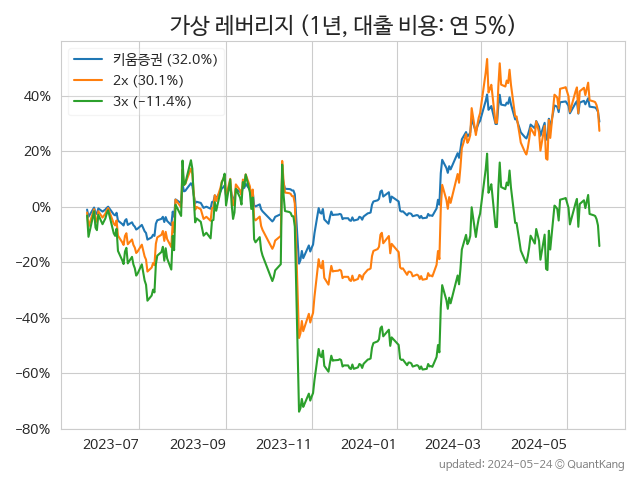 가상 레버리지 (1년, 대출 비용: 연 5%)
키움증권 (32.0%)
2x (30.1%)
3x (−11.4%)
40%
20%
0%
−20%
−40%
−60%
−80%
2023−07
2023−09
2023−11
2024−01
2024−03
2024−05
updated: 2024-05-24 © QuantKang